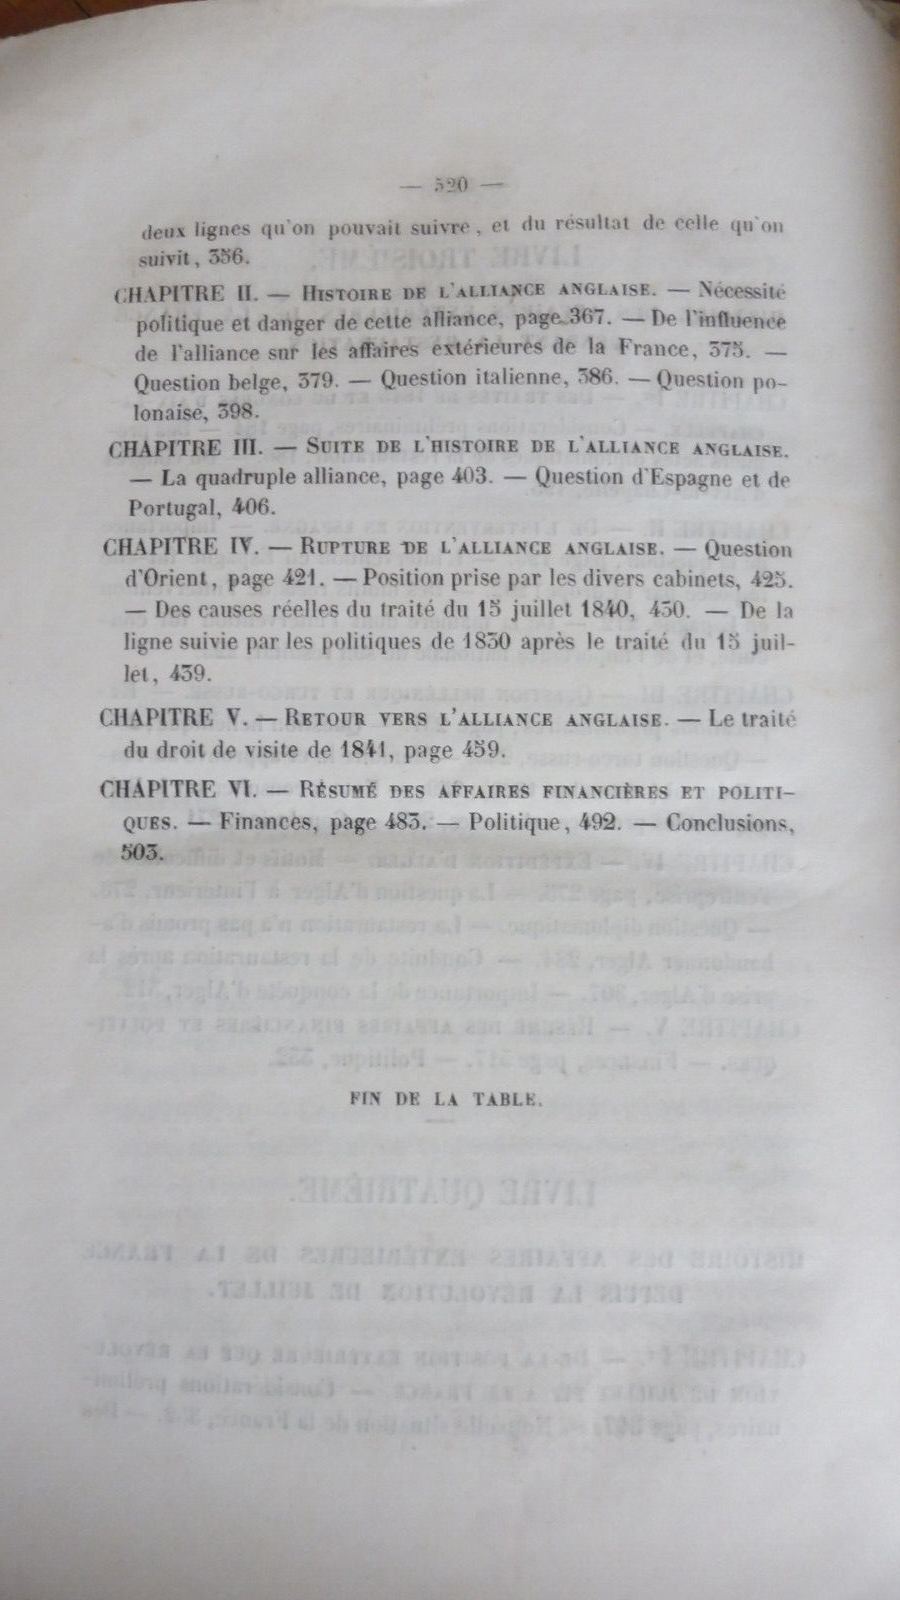 — 520 —
deux lignes qu'on pouvait suivre, et du résultat de celle qu'on
suivit, 356.
CHAPITRE II. — HISTOIRE DE L'ALLIANCE ANGLAISE. — Nécessité
politique et danger de cette alliance, page 367. — De l'influence
de l'alliance sur les affaires extérieures de la France, 375. —
Question belge, 379. — Question italienne, 386. — Question po-
lonaise, 398.
CHAPITRE III. — SUITE DE L'HISTOIRE DE L'ALLIANCE ANGLAISE.
— La quadruple alliance, page 403. — Question d'Espagne et de
Portugal, 406.
CHAPITRE IV. — RUPTURE DE L'ALLIANCE ANGLAISE. — Question
d'Orient, page 421. — Position prise par les divers cabinets, 425.
— Des causes réelles du traité du 15 juillet 1840, 430. — De la
ligne suivie par les politiques de 1830 après le traité du 15 juil-
let, 439.
CHAPITRE V. — RETOUR VERS L'ALLIANCE ANGLAISE. — Le traité
du droit de visite de 1841, page 459.
CHAPITRE VI. — RÉSUMÉ DES AFFAIRES FINANCIÈRES ET POLITI-
QUES. — Finances, page 483. — Politique, 492. — Conclusions,
503.
FIN DE LA TABLE.